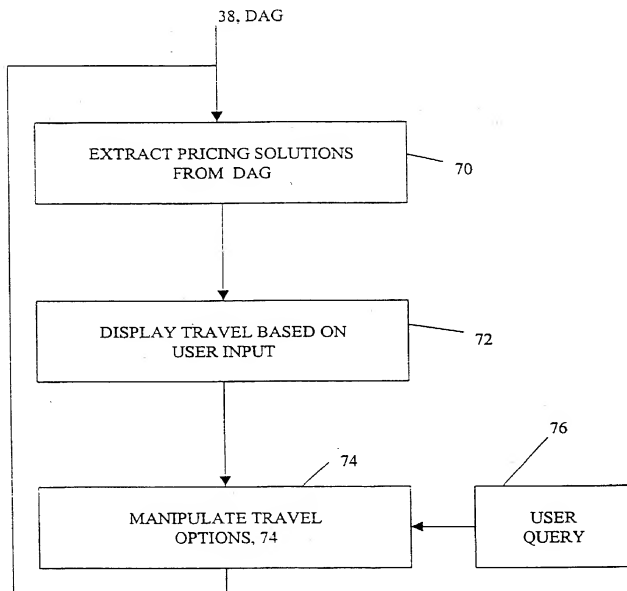 38, DAG
EXTRACT PRICING SOLUTIONS
FROM DAG
70
DISPLAY TRAVEL BASED ON
USER INPUT
72
74
76
MANIPULATE TRAVEL
OPTIONS, 74
USER
QUERY